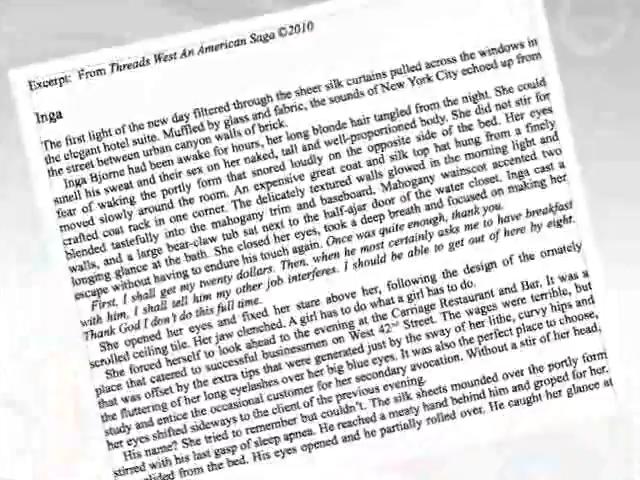 Excerpt: From Threads West An American Saga ©2010
Inga
The first light of the new day filtered through the sheer silk curtains pulled across the windows in
the elegant hotel suite. Muffled by glass and fabric, the sounds of New York City echoed up from
the street between urban canyon walls of brick.
Inga Bjorne had been awake for hours, her long blonde hair tangled from the night. She could
smell his sweat and their sex on her naked, tall and well-proportioned body. She did not stir for
fear of waking the portly form that snored loudly on the opposite side of the bed. Her eyes
moved slowly around the room. An expensive great coat and silk top hat hung from a finely
crafted coat rack in one corner. The delicately textured walls glowed in the morning light and
blended tastefully into the mahogany trim and baseboard. Mahogany wainscot accented two
walls, and a large bear-claw tub sat next to the half-ajar door of the water closet. Inga cast a
longing glance at the bath. She closed her eyes, took a deep breath and focused on making her
escape without having to endure his touch again. Once was quite enough, thank you.
First, I shall get my twenty dollars. Then, when he most certainly asks me to have breakfast
with him, I shall tell him my other job interferes. I should be able to get out of here by eight.
Thank God I don't do this full time.
She opened her eyes and fixed her stare above her, following the design of the ornately
scrolled ceiling tile. Her jaw clenched. A girl has to do what a girl has to do.
She forced herself to look ahead to the evening at the Carriage Restaurant and Bar. It was a
place that catered to successful businessmen on West 42nd Street. The wages were terrible, but
that was offset by the extra tips that were generated just by the sway of her lithe, curvy hips and
the fluttering of her long eyelashes over her big blue eyes. It was also the perfect place to choose,
study and entice the occasional customer for her secondary avocation. Without a stir of her head,
her eyes shifted sideways to the client of the previous evening.
His name? She tried to remember but couldn't. The silk sheets mounded over the portly form
stirred with his last gasp of sleep apnea. He reached a meaty hand behind him and groped for her.
slided from the bed. His eyes opened and he partially rolled over. He caught her glance at